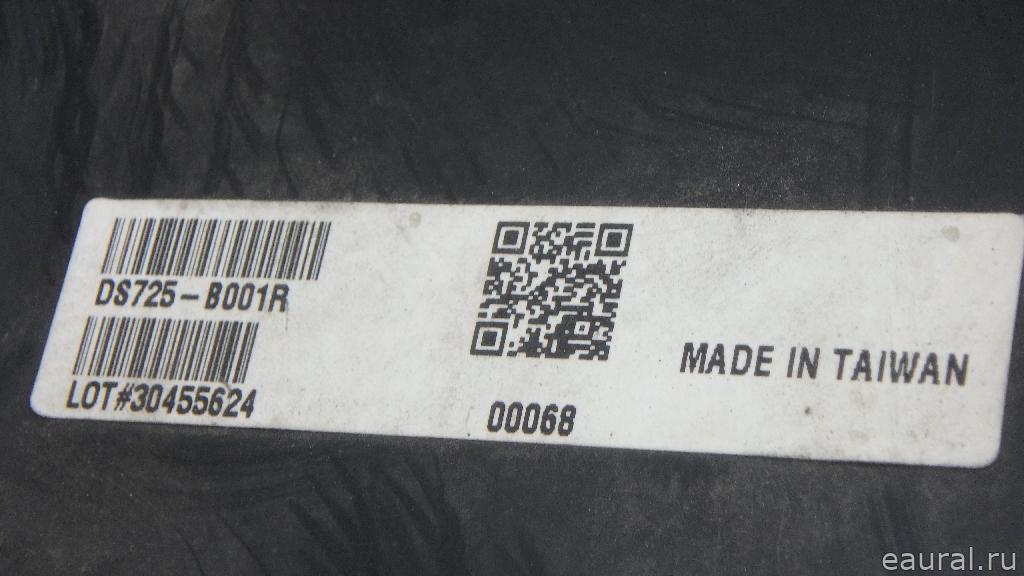 DS725-B001R
LOT#30455624
00068
MADE IN TAIWAN
eaural.ru